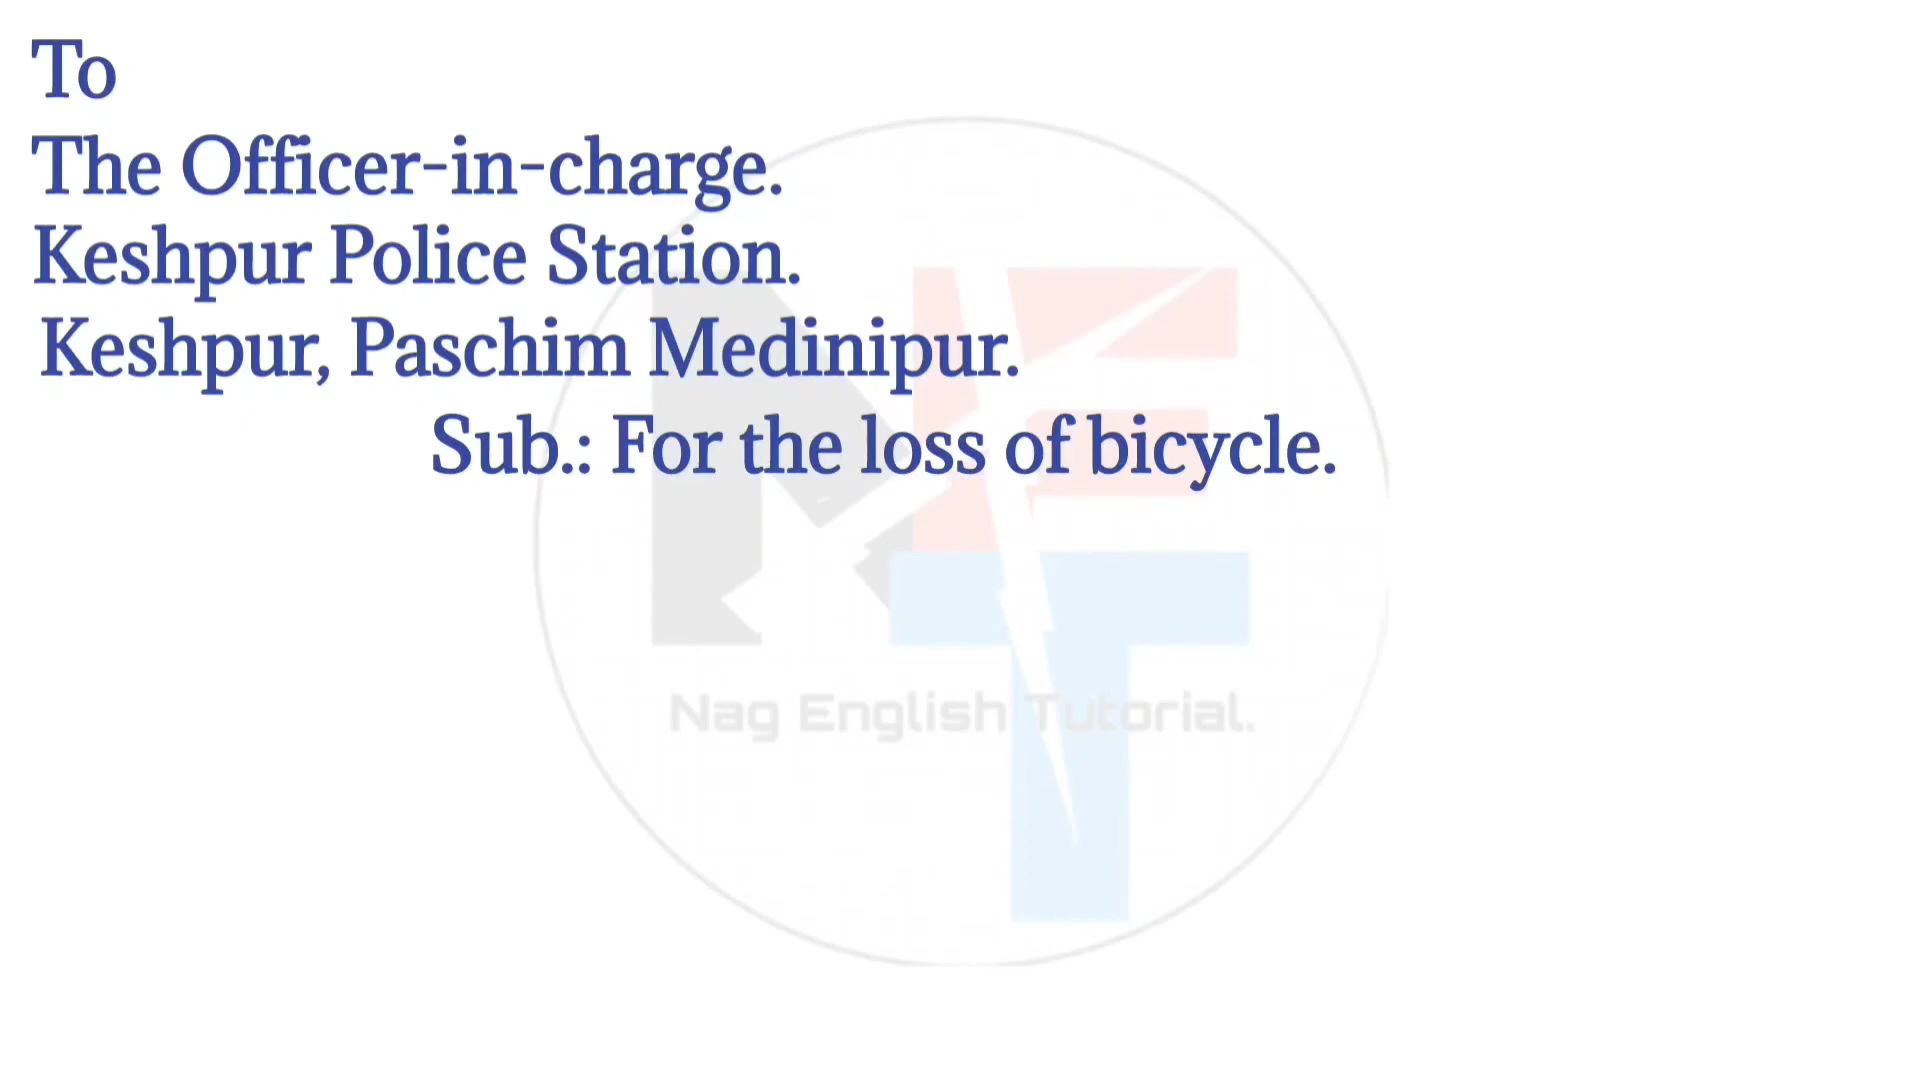 To
The Officer-in-charge.
Keshpur Police Station.
Keshpur, Paschim Medinipur.
Sub.: For the loss of bicycle.
Nag English Tutorial.